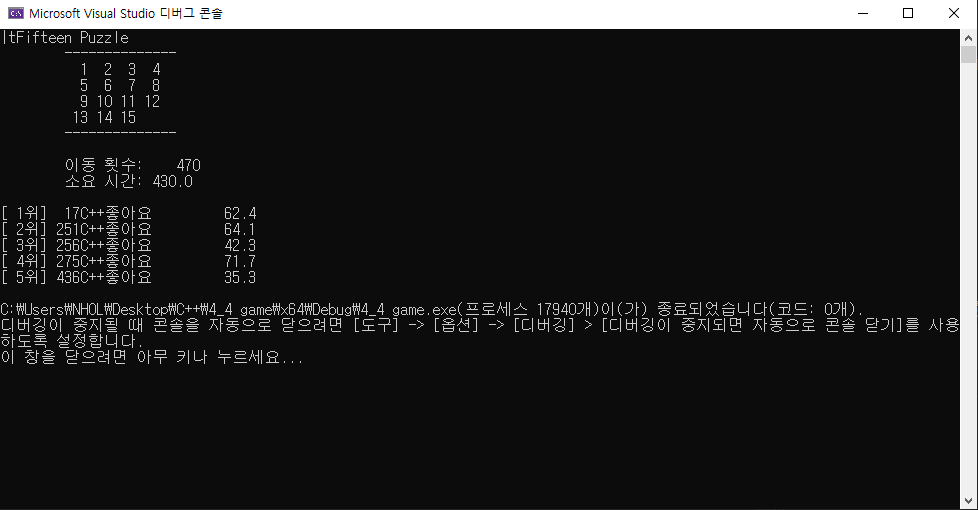 Microsoft Visual Studio 디버그 콘솔
|tFifteen Puzzle
--------------
1 2 3 4
5 6 7 8
9 10 11 12
13 14 15
--------------
이동 횟수: 470
소요 시간: 430.0
[ 1위] 17C++좋아요 62.4
[ 2위] 251C++좋아요 64.1
[ 3위] 256C++좋아요 42.3
[ 4위] 275C++좋아요 71.7
[ 5위] 436C++좋아요 35.3
C:₩Users₩NHOL₩Desktop₩C++₩4_4 game₩x64₩Debug₩4_4 game.exe(프로세스 17940개)이(가) 종료되었습니다(코드: 0개).
디버깅이 중지될 때 콘솔을 자동으로 닫으려면 [도구] -> [옵션] -> [디버깅] > [디버깅이 중지되면 자동으로 콘솔 닫기]를 사용
하도록 설정합니다.
이 창을 닫으려면 아무 키나 누르세요...